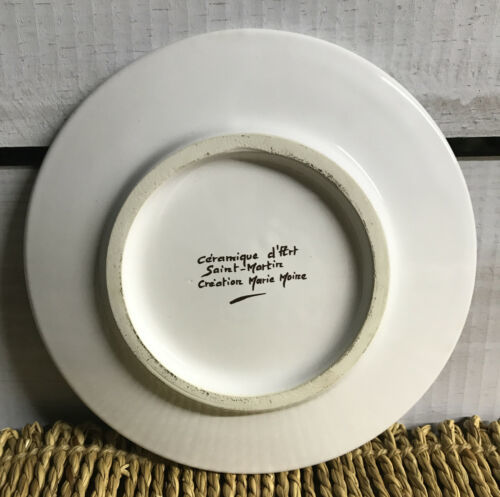 Céramique d'Art
Saint-Martin
Création Marie Moine